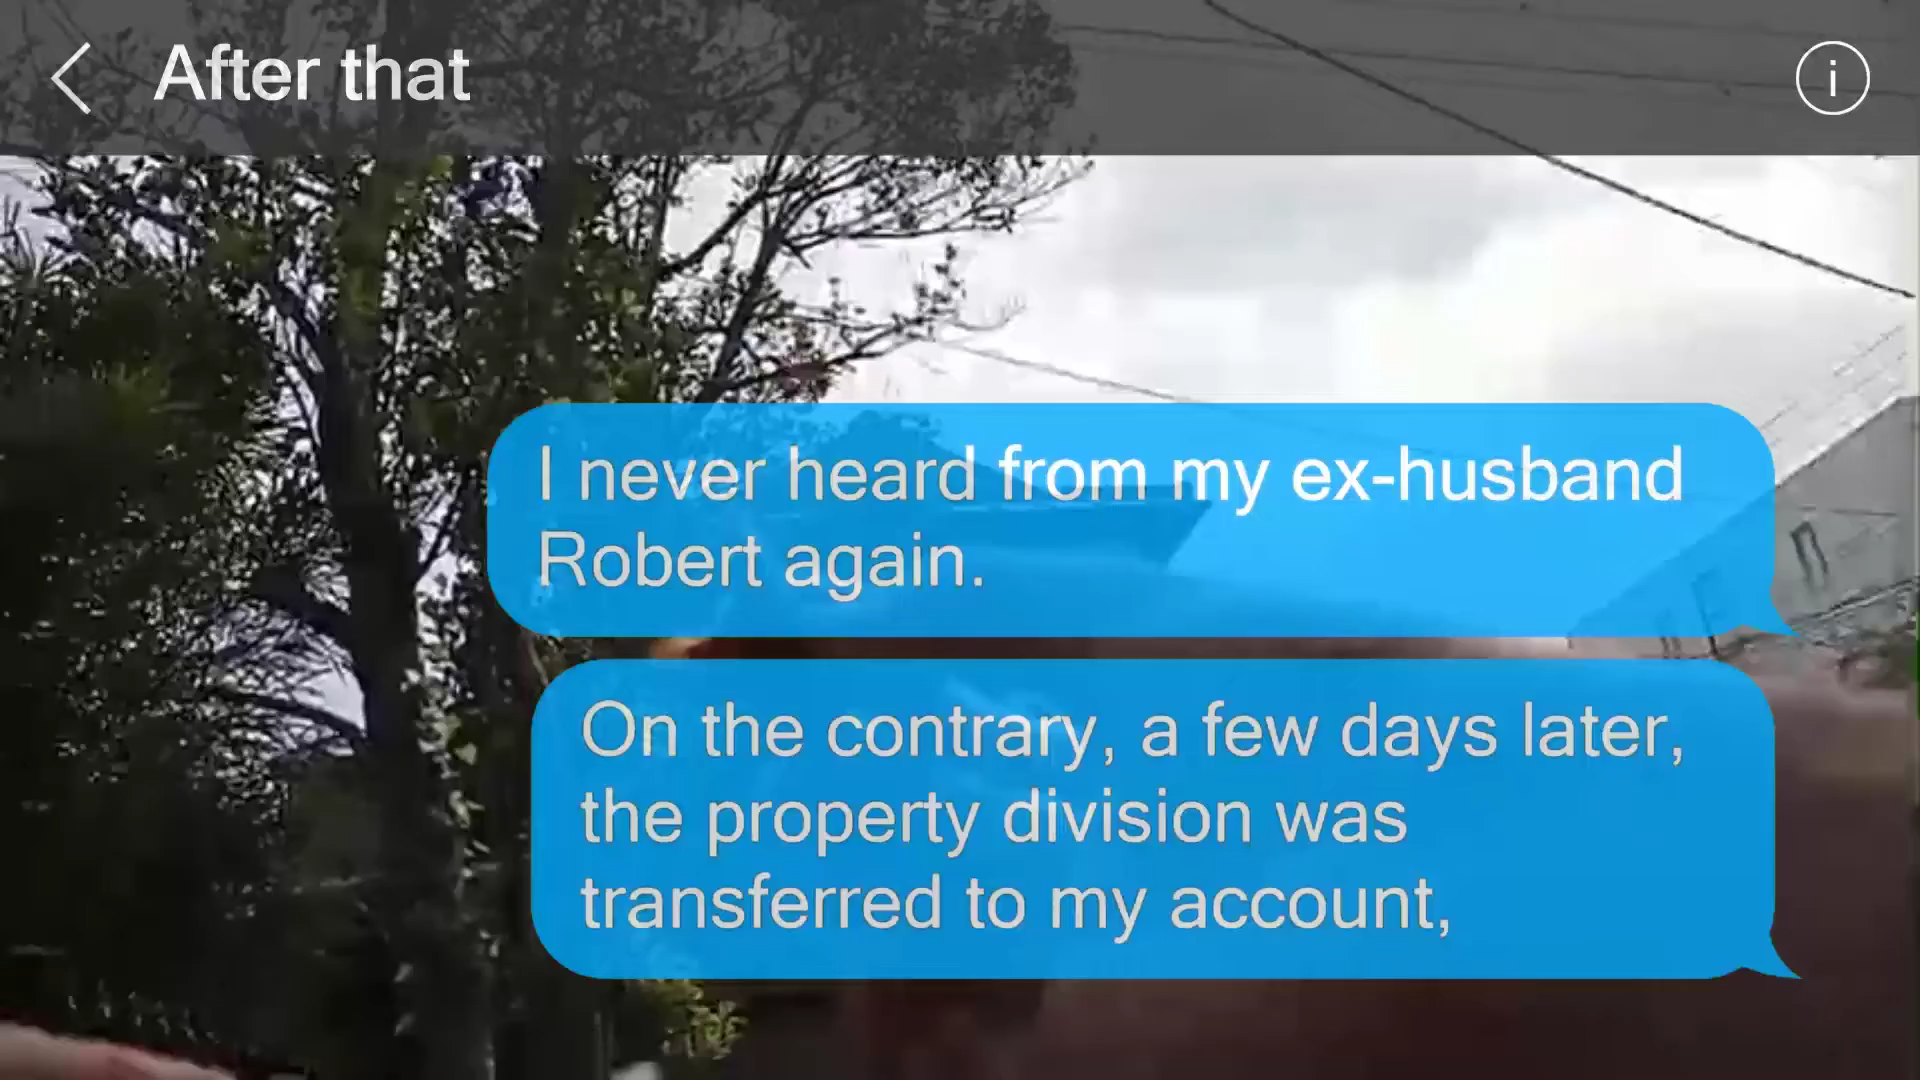 After that
i
I never heard from my ex-husband
Robert again.
On the contrary, a few days later,
the property division was
transferred to my account,